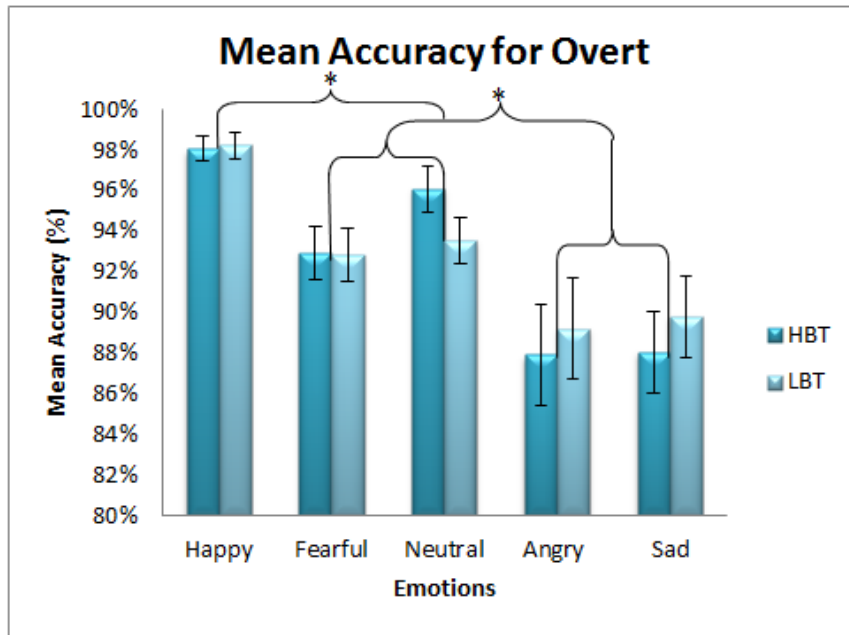 Mean Accuracy for Overt
*
*
100%
98%
96%
94%
92%
90%
88%
86%
84%
82%
80%
Mean Accuracy (%)
Happy Fearful Neutral Angry Sad
Emotions
HBT
LBT